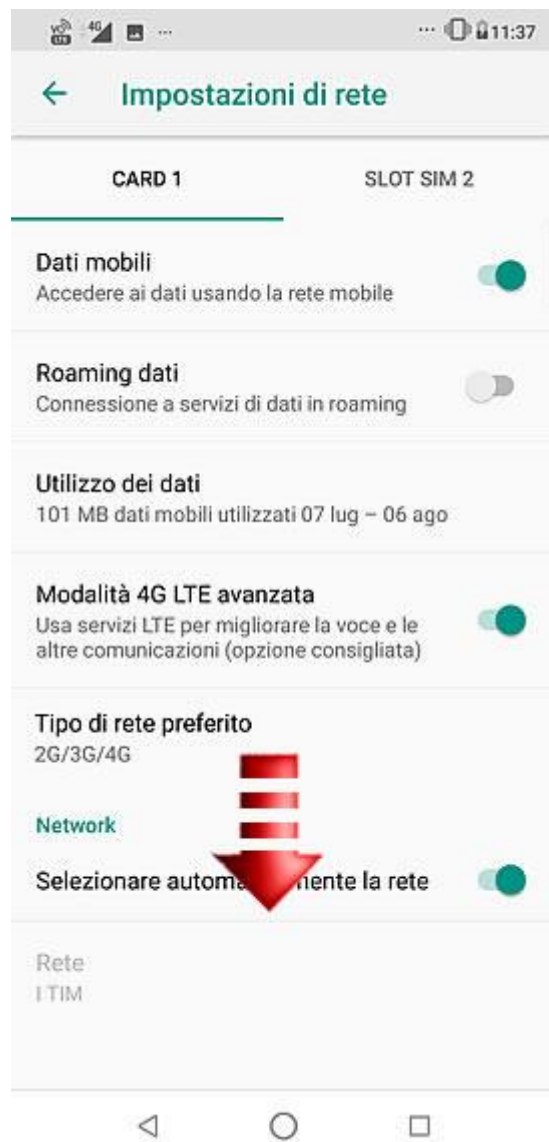 VO)) LTE 4G ... ... 11:37
Impostazioni di rete
CARD 1 SLOT SIM 2
Dati mobili
Accedere ai dati usando la rete mobile
Roaming dati
Connessione a servizi di dati in roaming
Utilizzo dei dati
101 MB dati mobili utilizzati 07 lug – 06 ago
Modalità 4G LTE avanzata
Usa servizi LTE per migliorare la voce e le
altre comunicazioni (opzione consigliata)
Tipo di rete preferito
2G/3G/4G
Network
Selezionare la rete
Rete
I TIM